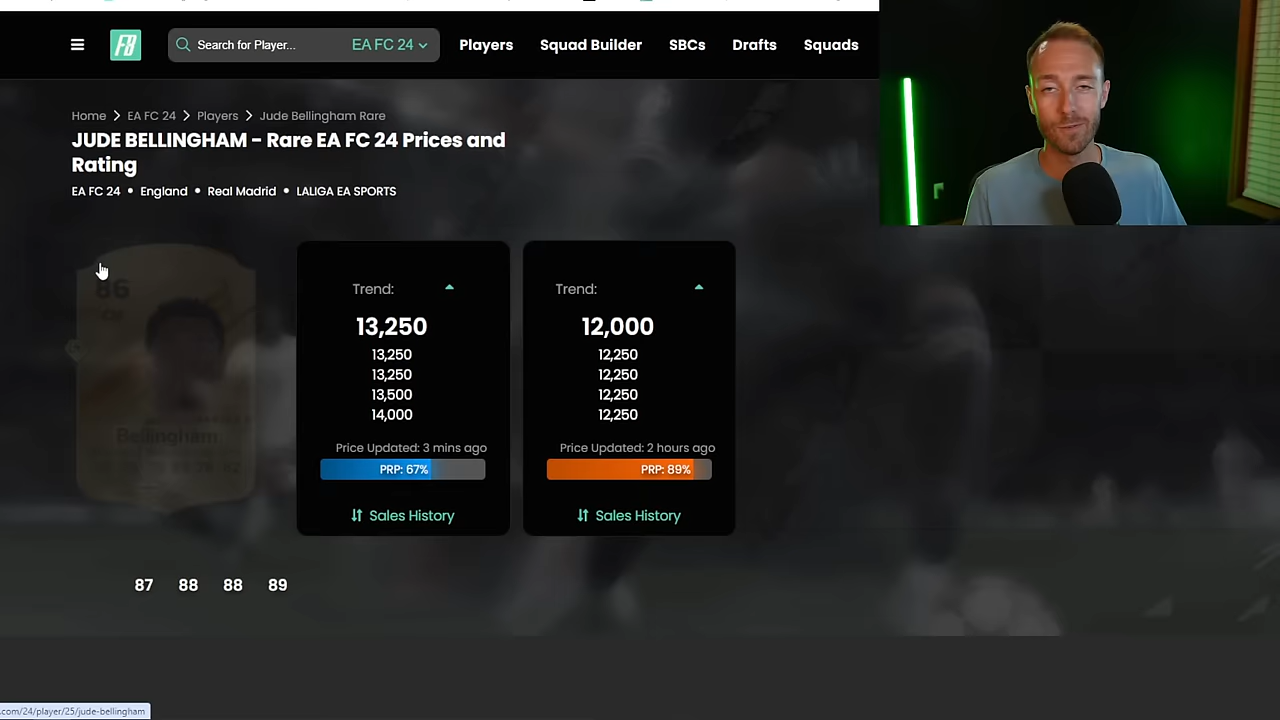 FB
Search for Player...
EA FC 24
Players
Squad Builder
SBCs
Drafts
Squads
Home
EA FC 24
Players
Jude Bellingham Rare
JUDE BELLINGHAM - Rare EA FC 24 Prices and
Rating
EA FC 24 • England • Real Madrid • LALIGA EA SPORTS
86
Bellingham
Trend:
13,250
13,250
13,250
13,500
14,000
Price Updated: 3 mins ago
PRP: 67%
Sales History
Trend:
12,000
12,250
12,250
12,250
12,250
Price Updated: 2 hours ago
PRP: 89%
Sales History
87 88 88 89
.com/24/player/25/jude-bellingham